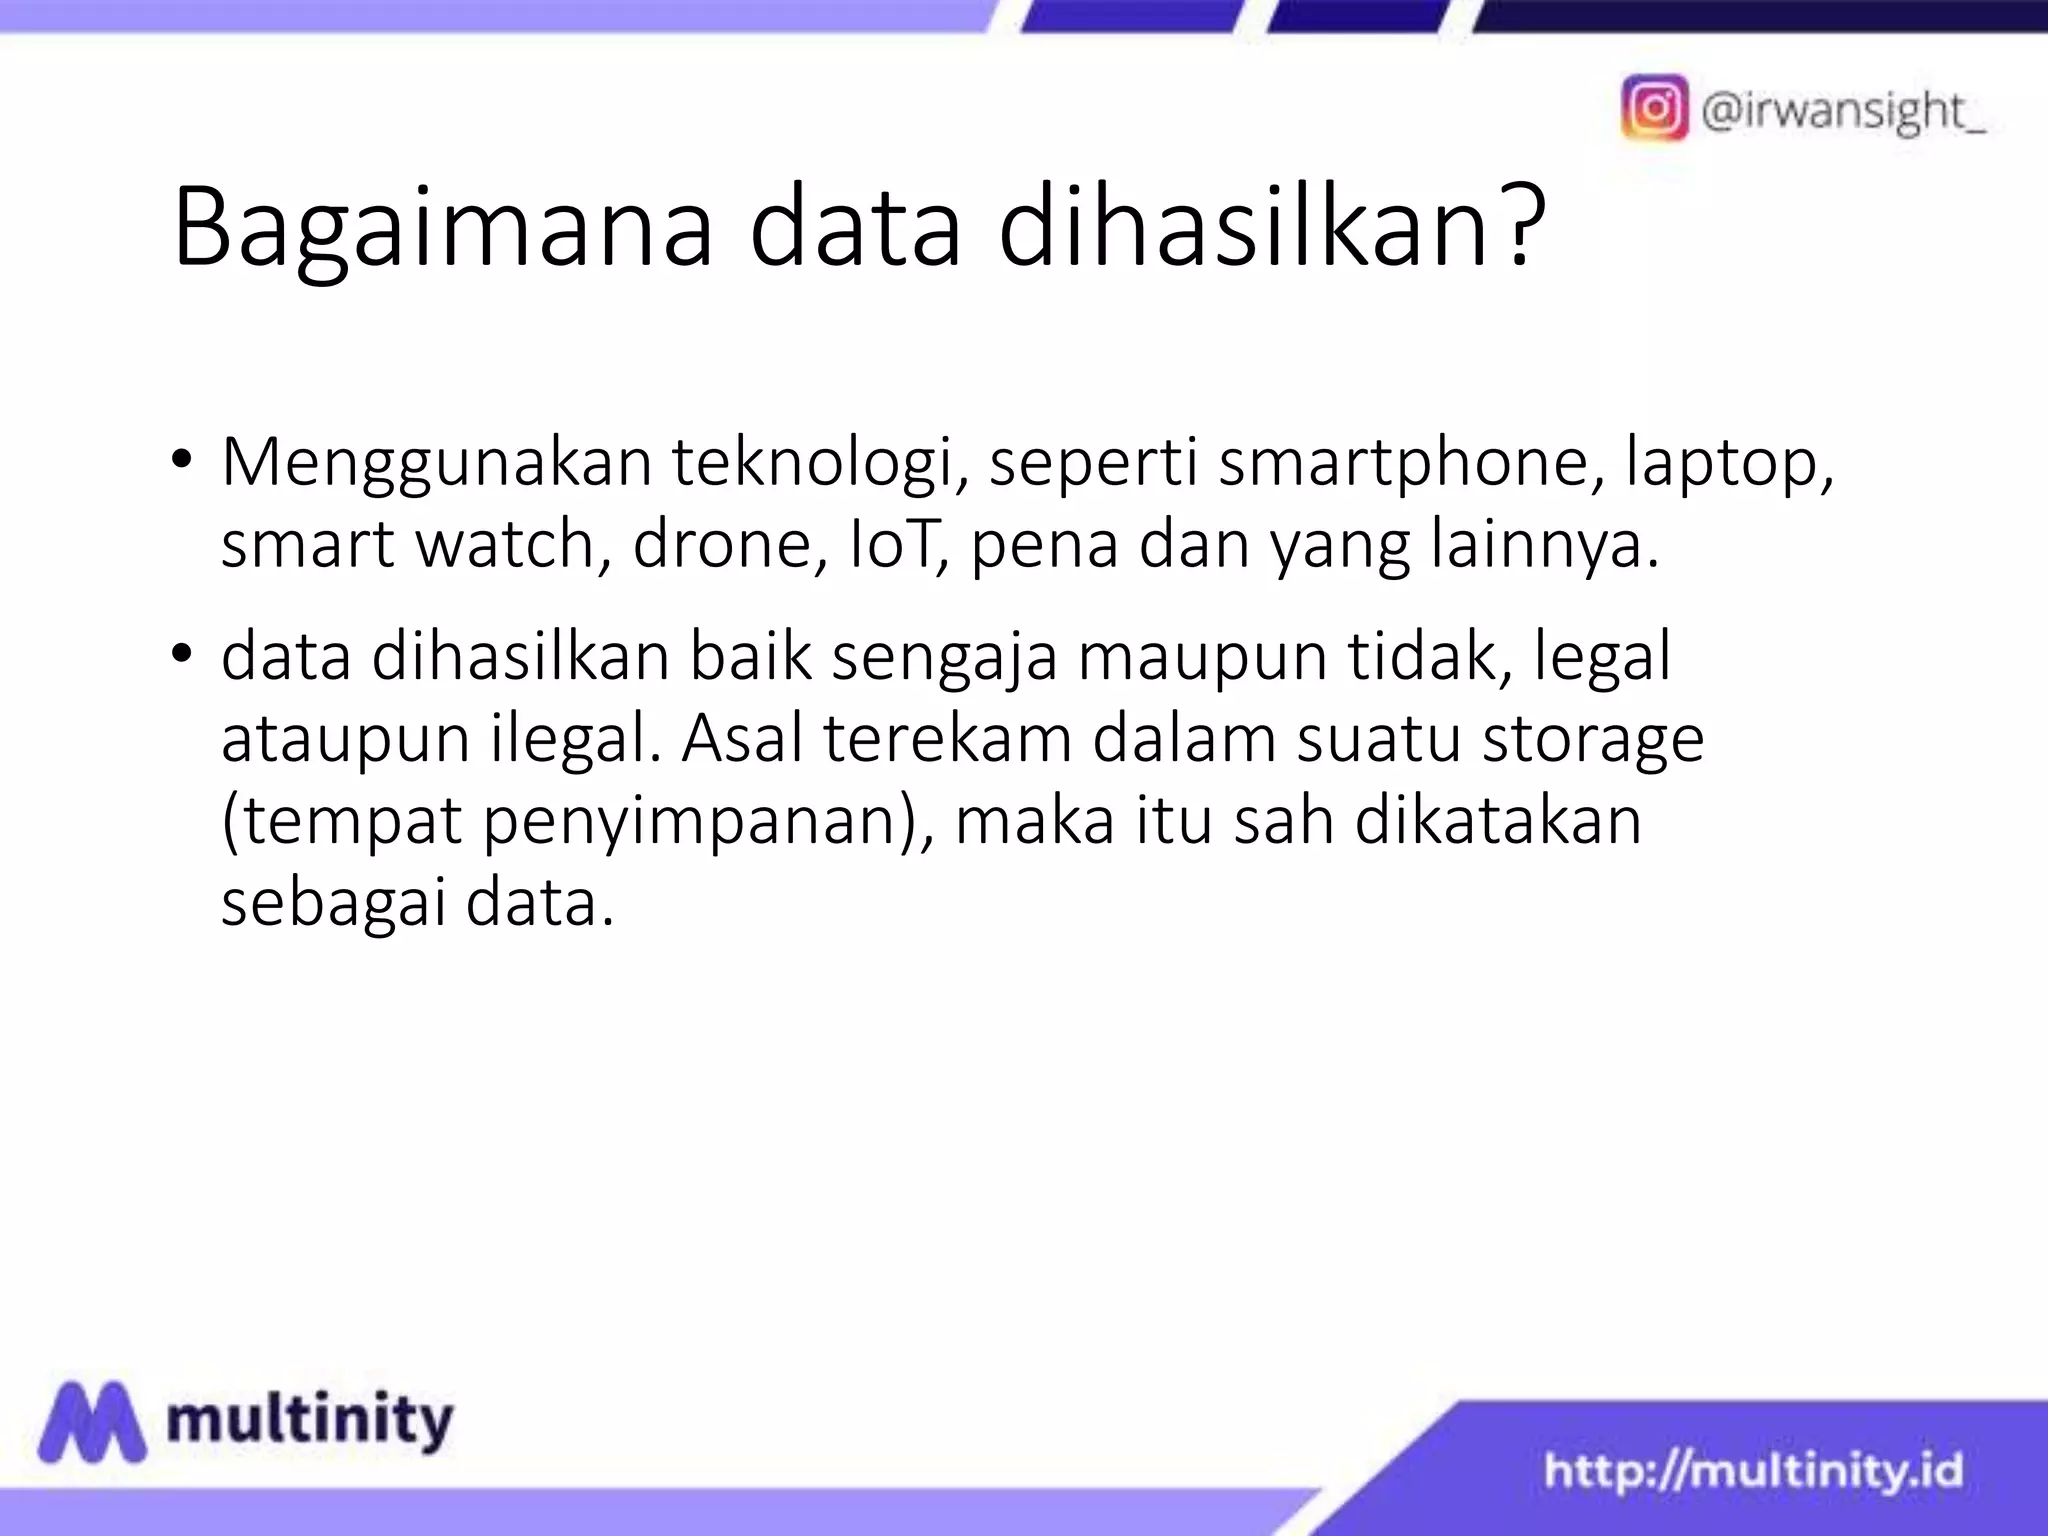 @irwansight_
Bagaimana data dihasilkan?
• Menggunakan teknologi, seperti smartphone, laptop,
smart watch, drone, IoT, pena dan yang lainnya.
• data dihasilkan baik sengaja maupun tidak, legal
ataupun ilegal. Asal terekam dalam suatu storage
(tempat penyimpanan), maka itu sah dikatakan
sebagai data.
multinity
http://multinity.id